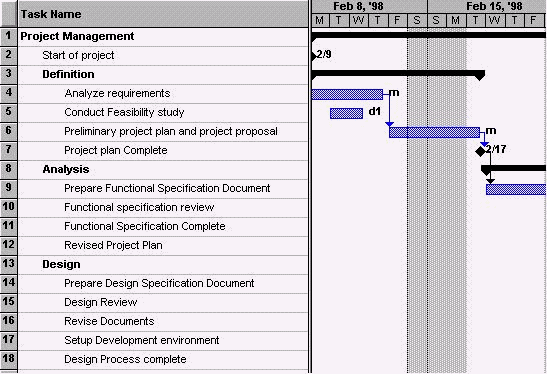 Task Name
Feb 8, '98 Feb 15, '98
M T W T F S S M T W T F
1 Project Management
2 Start of project 2/9
3 Definition
4 Analyze requirements m
5 Conduct Feasibility study d1
6 Preliminary project plan and project proposal m
7 Project plan Complete 2/17
8 Analysis
9 Prepare Functional Specification Document
10 Functional specification review
11 Functional Specification Complete
12 Revised Project Plan
13 Design
14 Prepare Design Specification Document
15 Design Review
16 Revise Documents
17 Setup Development environment
18 Design Process complete